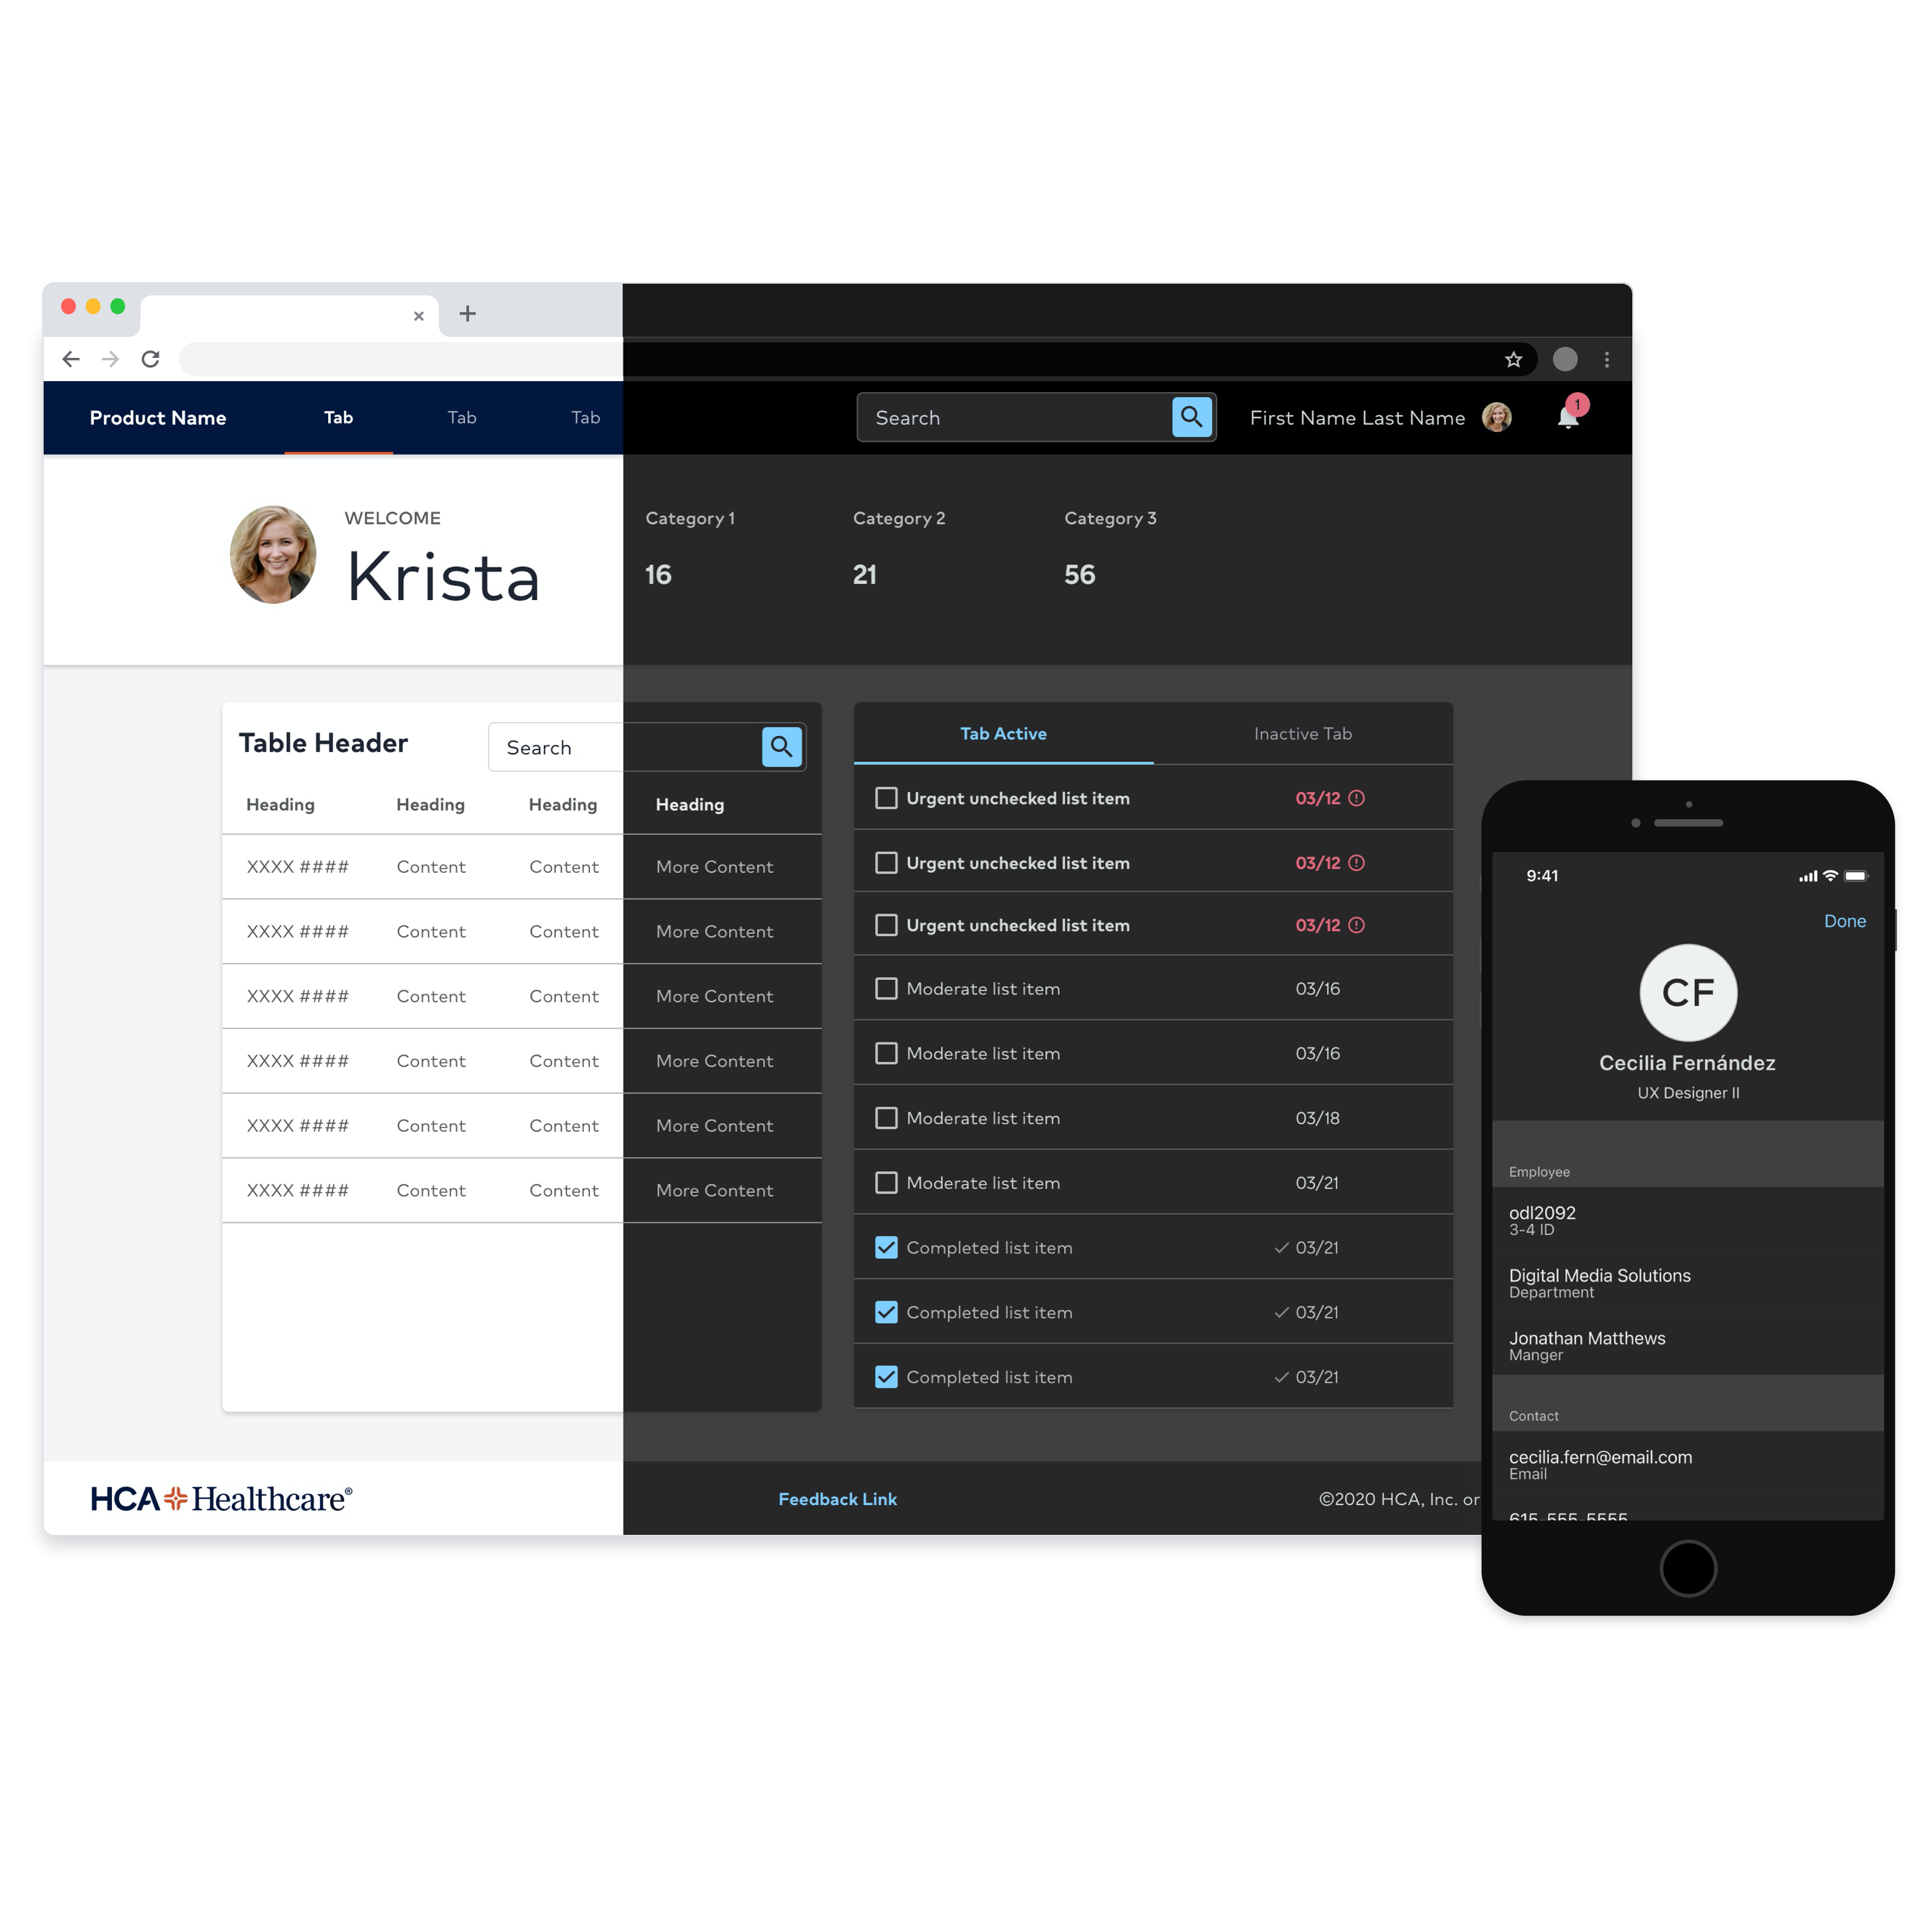 Product Name Tab Tab Tab Search First Name Last Name 1
WELCOME
Krista
Category 1 Category 2 Category 3
16 21 56
Table Header Search
Heading Heading Heading Heading
XXXX #### Content Content More Content
XXXX #### Content Content More Content
XXXX #### Content Content More Content
XXXX #### Content Content More Content
XXXX #### Content Content More Content
XXXX #### Content Content More Content
Tab Active Inactive Tab
Urgent unchecked list item 03/12
Urgent unchecked list item 03/12
Urgent unchecked list item 03/12
Moderate list item 03/16
Moderate list item 03/16
Moderate list item 03/18
Moderate list item 03/21
Completed list item 03/21
Completed list item 03/21
Completed list item 03/21
HCA Healthcare® Feedback Link ©2020 HCA, Inc. or
9:41
Done
CF
Cecilia Fernández
UX Designer II
Employee
odl2092
3-4 ID
Digital Media Solutions
Department
Jonathan Matthews
Manger
Contact
cecilia.fern@email.com
Email
615-555-5555